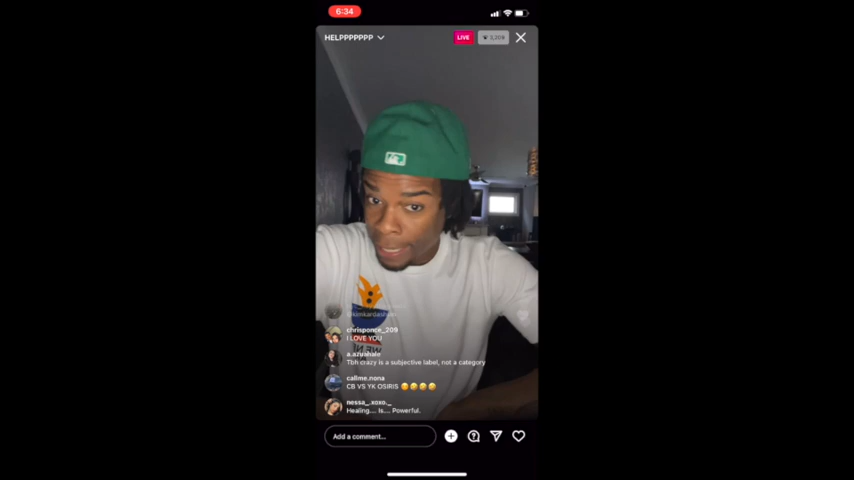 6:34
HELPPPPPPP
LIVE
chrisponce_209
I LOVE YOU
Tbh crazy is a subjective label, not a category
callme.nona
CB VS YK OSIRIS
nessa_.xoxo._
Healing.... Is.... Powerful.
Add a comment...